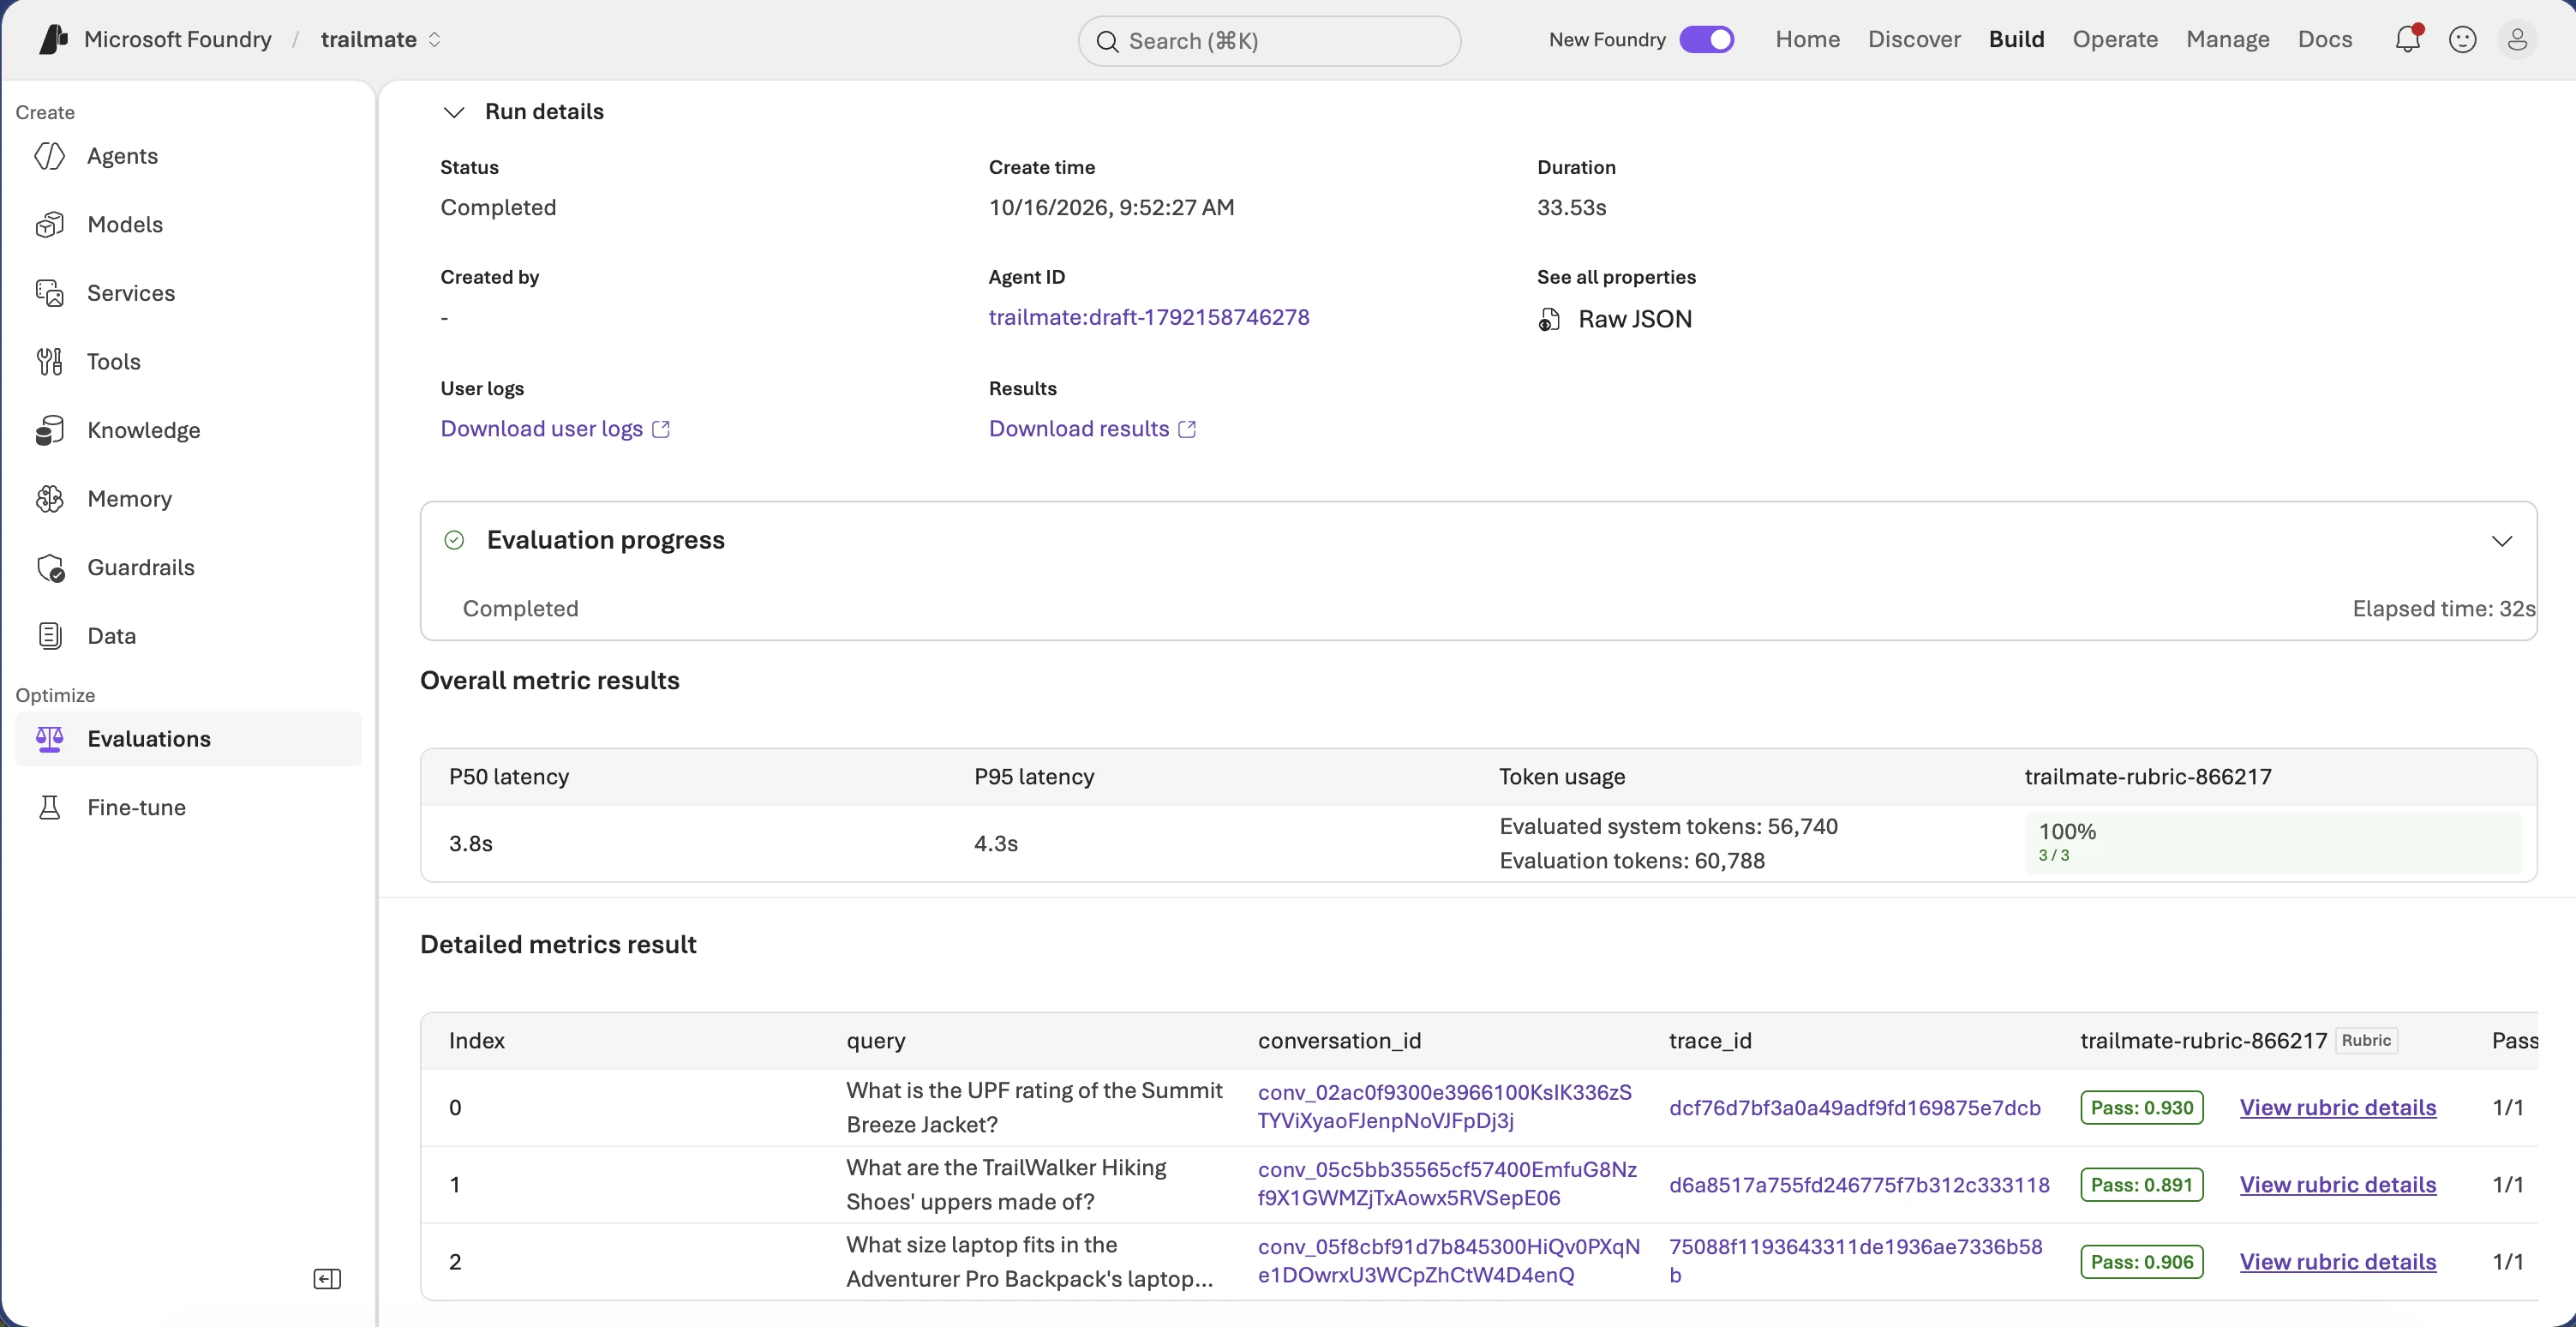 Microsoft Foundry / trailmate
Search (⌘K)
New Foundry
Home
Discover
Build
Operate
Manage
Docs
Create
Agents
Models
Services
Tools
Knowledge
Memory
Guardrails
Data
Optimize
Evaluations
Fine-tune
Run details
Status
Completed
Create time
10/16/2026, 9:52:27 AM
Duration
33.53s
Created by
-
Agent ID
trailmate:draft-1792158746278
See all properties
Raw JSON
User logs
Download user logs
Results
Download results
Evaluation progress
Completed
Elapsed time: 32s
Overall metric results
P50 latency
P95 latency
Token usage
trailmate-rubric-866217
3.8s
4.3s
Evaluated system tokens: 56,740
Evaluation tokens: 60,788
100%
3 / 3
Detailed metrics result
Index
query
conversation_id
trace_id
trailmate-rubric-866217 Rubric
Pass
0
What is the UPF rating of the Summit
Breeze Jacket?
conv_02ac0f9300e3966100KsIK336zS
TYViXyaoFJenpNoVJFpDj3j
dcf76d7bf3a0a49adf9fd169875e7dcb
Pass: 0.930
View rubric details
1/1
1
What are the TrailWalker Hiking
Shoes' uppers made of?
conv_05c5bb35565cf57400EmfuG8Nz
f9X1GWMZjTxAowx5RVSepE06
d6a8517a755fd246775f7b312c333118
Pass: 0.891
View rubric details
1/1
2
What size laptop fits in the
Adventurer Pro Backpack's laptop...
conv_05f8cbf91d7b845300HiQv0PXqN
e1DOwrxU3WCpZhCtW4D4enQ
75088f1193643311de1936ae7336b58
b
Pass: 0.906
View rubric details
1/1